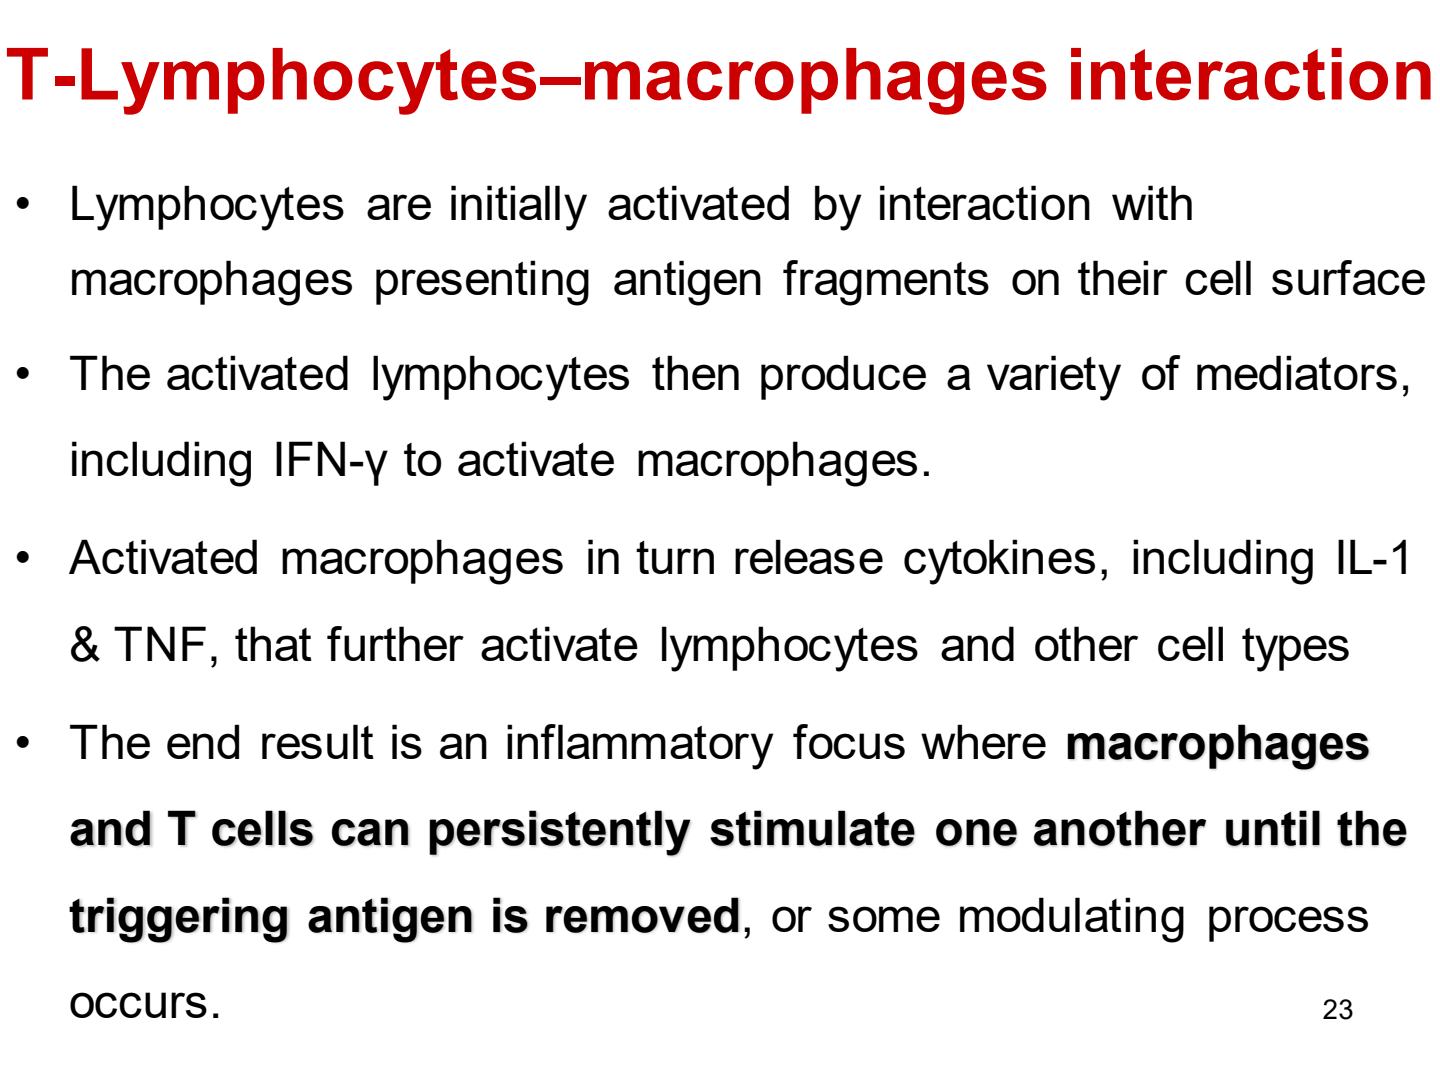 T-Lymphocytes–macrophages interaction
• Lymphocytes are initially activated by interaction with
macrophages presenting antigen fragments on their cell surface
• The activated lymphocytes then produce a variety of mediators,
including IFN-γ to activate macrophages.
• Activated macrophages in turn release cytokines, including IL-1
& TNF, that further activate lymphocytes and other cell types
• The end result is an inflammatory focus where macrophages
and T cells can persistently stimulate one another until the
triggering antigen is removed, or some modulating process
occurs.
23